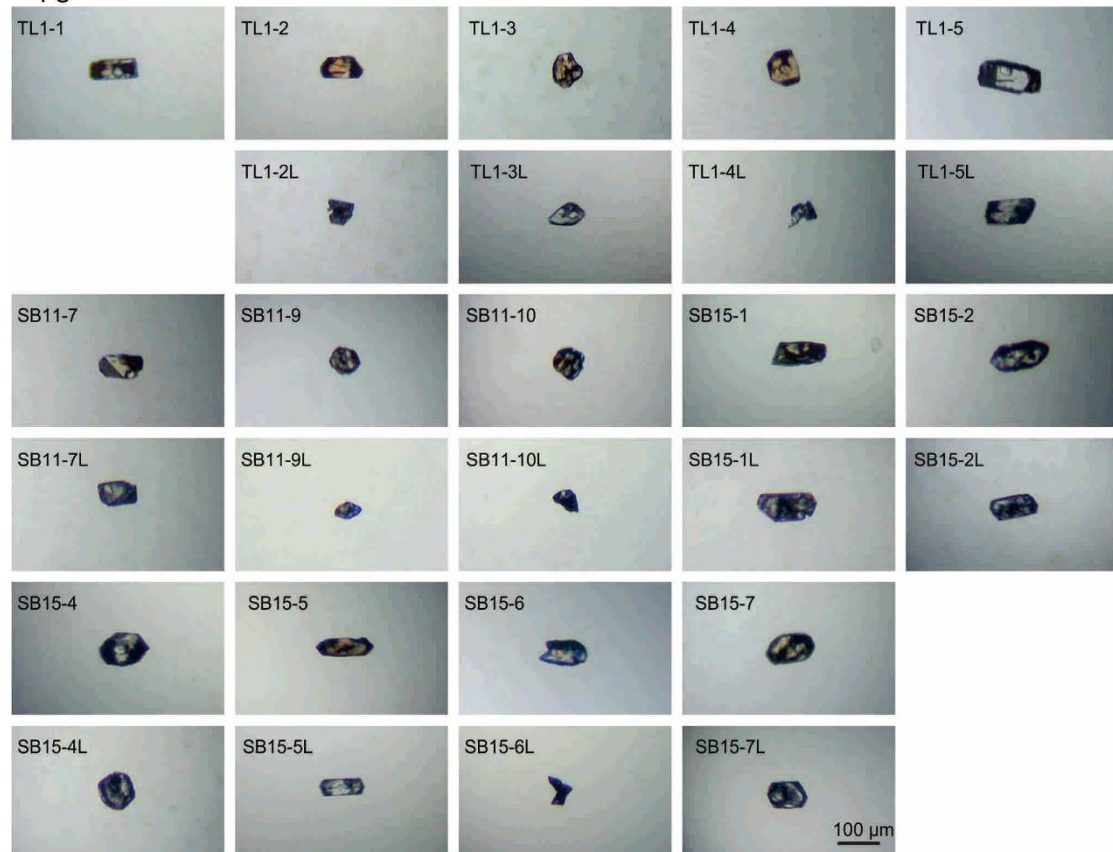 TL1-1 TL1-2 TL1-3 TL1-4 TL1-5
TL1-2L TL1-3L TL1-4L TL1-5L
SB11-7 SB11-9 SB11-10 SB15-1 SB15-2
SB11-7L SB11-9L SB11-10L SB15-1L SB15-2L
SB15-4 SB15-5 SB15-6 SB15-7
SB15-4L SB15-5L SB15-6L SB15-7L
100 µm